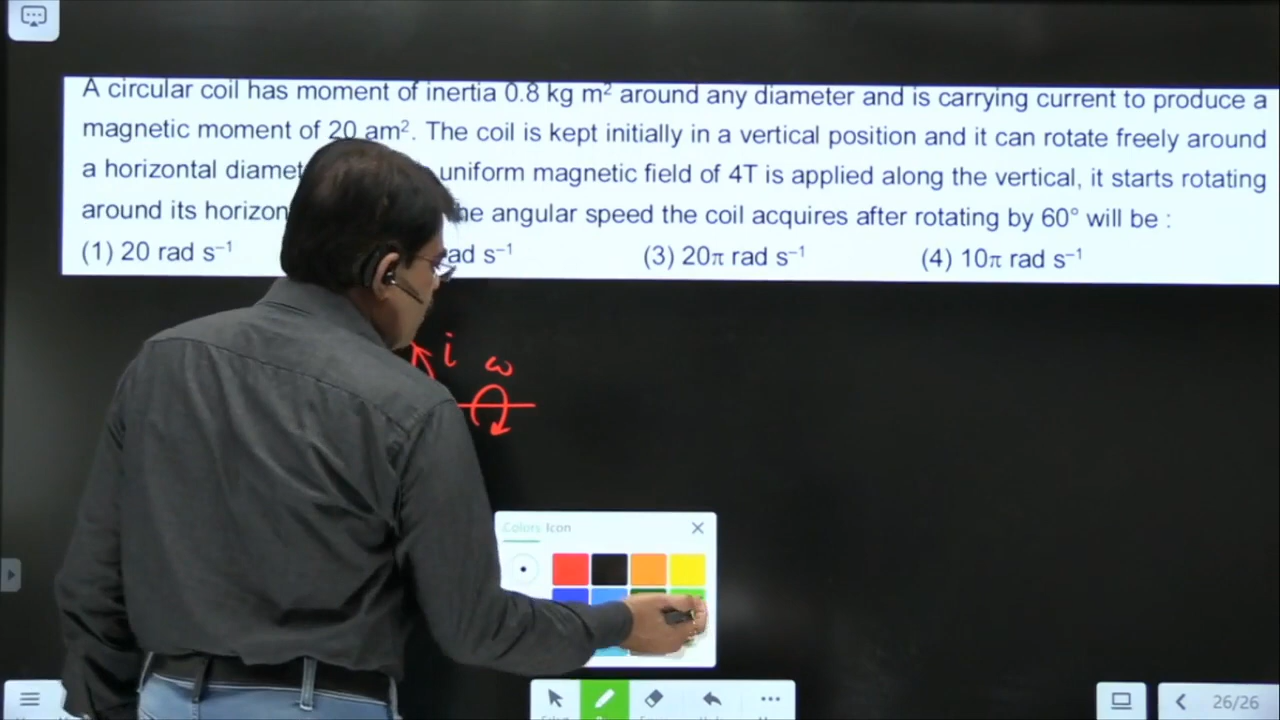 A circular coil has moment of inertia 0.8 kg m² around any diameter and is carrying current to produce a
magnetic moment of 20 am². The coil is kept initially in a vertical position and it can rotate freely around
a horizontal uniform magnetic field of 4T is applied along the vertical, it starts rotating
around its angular speed the coil acquires after rotating by 60° will be :
(1) 20 rad s⁻¹ s⁻¹ (3) 20π rad s⁻¹ (4) 10π rad s⁻¹
i ω
Colors Icon
26/26